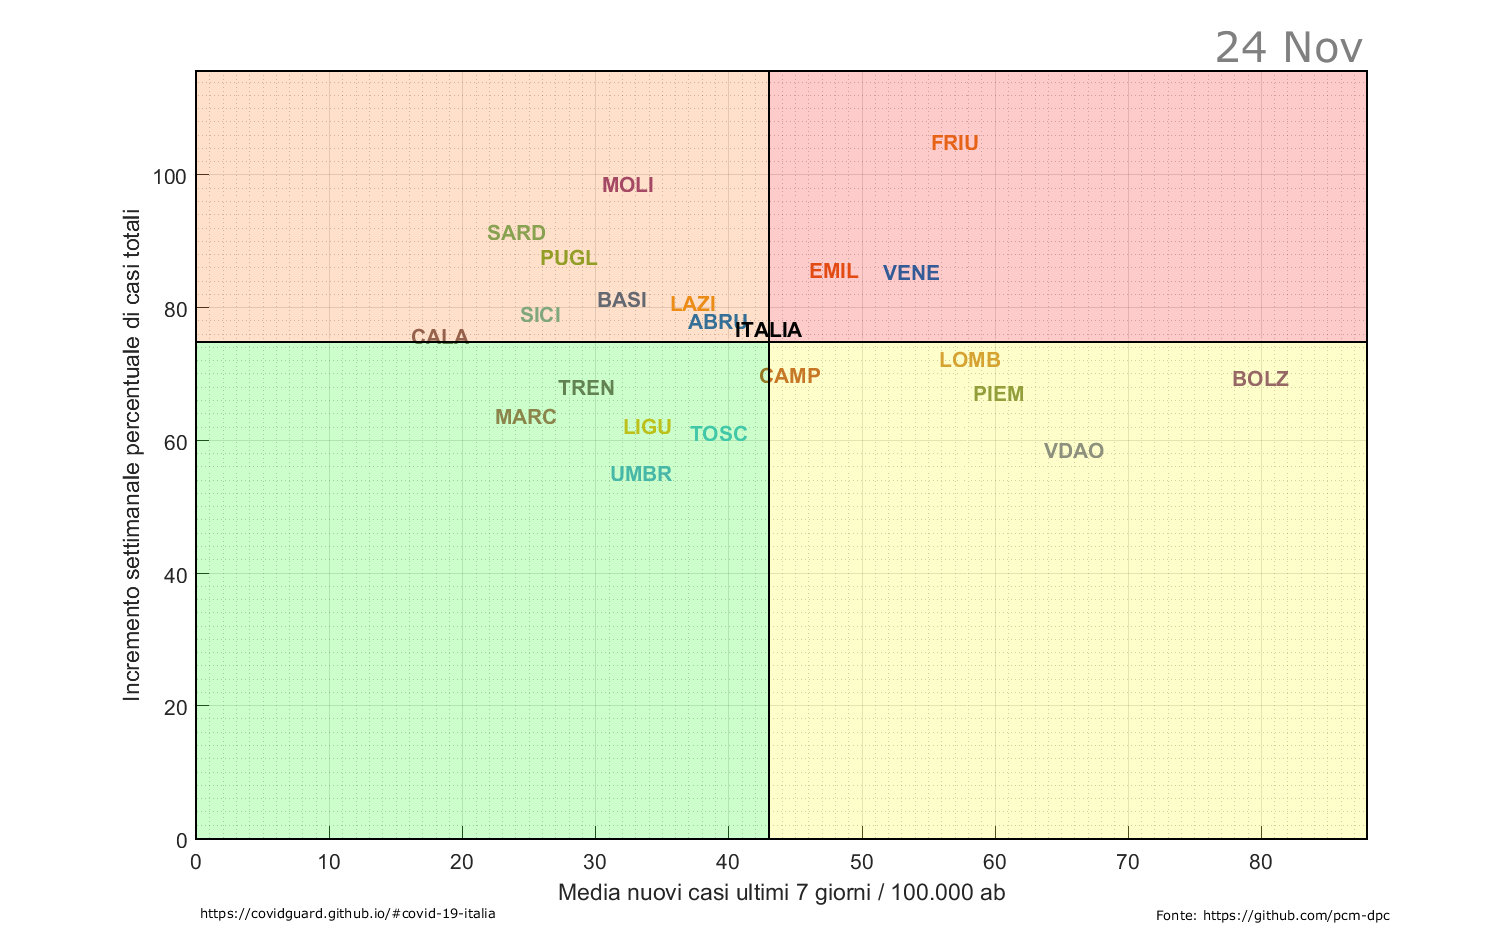 24 Nov
FRIU
100
MOLI
SARD
PUGL
EMIL
VENE
BASI
LAZI
80
SICI
ABRU
ITALIA
CALA
LOMB
CAMP
BOLZ
TREN
PIEM
MARC
LIGU
TOSC
60
VDAO
UMBR
40
20
0
Incremento settimanale percentuale di casi totali
0 10 20 30 40 50 60 70 80
Media nuovi casi ultimi 7 giorni / 100.000 ab
https://covidguard.github.io/#covid-19-italia
Fonte: https://github.com/pcm-dpc